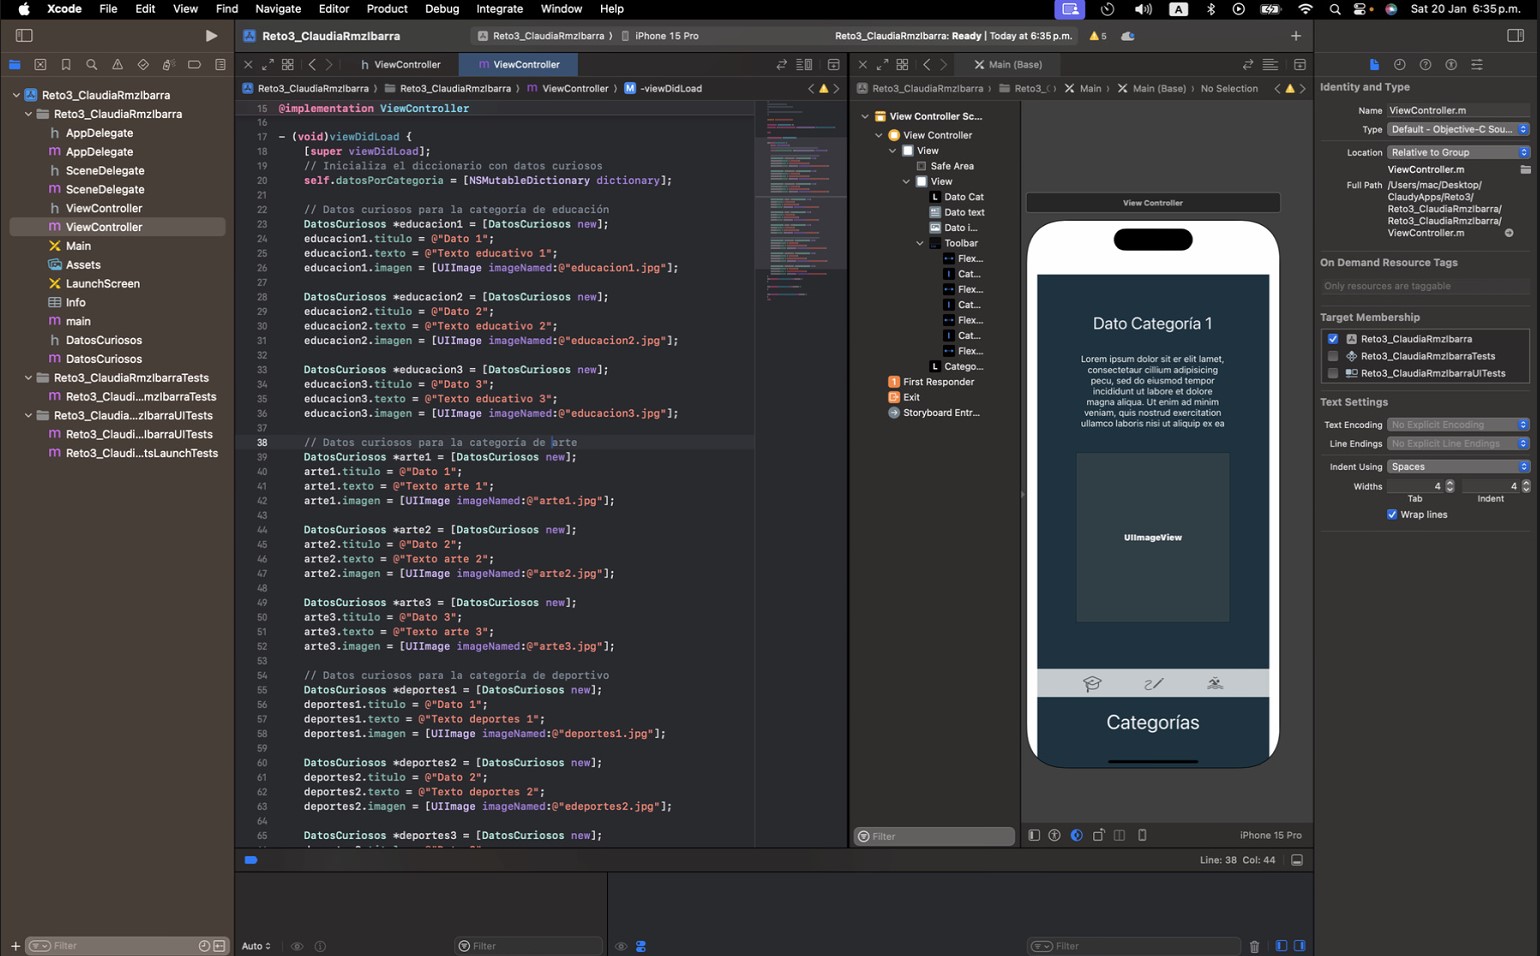 Xcode File Edit View Find Navigate Editor Product Debug Integrate Window Help A Sat 20 Jan 6:35 p.m.
Reto3_ClaudiaRmzIbarra
Reto3_ClaudiaRmzIbarra
AppDelegate
AppDelegate
SceneDelegate
SceneDelegate
ViewController
ViewController
Main
Assets
LaunchScreen
Info
main
DatosCuriosos
DatosCuriosos
Reto3_ClaudiaRmzIbarraTests
Reto3_Claudi...mzIbarraTests
Reto3_Clau...zIbarraUITests
Reto3_Claudi...IbarraUITests
Reto3_Claudi...tsLaunchTests
Filter
Reto3_ClaudiaRmzIbarra
Reto3_ClaudiaRmzIbarra iPhone 15 Pro
Reto3_ClaudiaRmzIbarra: Ready | Today at 6:35 p.m. 5
h ViewController m ViewController
Reto3_ClaudiaRmzIbarra Reto3_ClaudiaRmzIbarra m ViewController M -viewDidLoad
15 @implementation ViewController
16
17 - (void)viewDidLoad {
18 [super viewDidLoad];
19 // Inicializa el diccionario con datos curiosos
20 self.datosPorCategoria = [NSMutableDictionary dictionary];
21
22 // Datos curiosos para la categoría de educación
23 DatosCuriosos *educacion1 = [DatosCuriosos new];
24 educacion1.titulo = @"Dato 1";
25 educacion1.texto = @"Texto educativo 1";
26 educacion1.imagen = [UIImage imageNamed:@"educacion1.jpg"];
27
28 DatosCuriosos *educacion2 = [DatosCuriosos new];
29 educacion2.titulo = @"Dato 2";
30 educacion2.texto = @"Texto educativo 2";
31 educacion2.imagen = [UIImage imageNamed:@"educacion2.jpg"];
32
33 DatosCuriosos *educacion3 = [DatosCuriosos new];
34 educacion3.titulo = @"Dato 3";
35 educacion3.texto = @"Texto educativo 3";
36 educacion3.imagen = [UIImage imageNamed:@"educacion3.jpg"];
37
38 // Datos curiosos para la categoría de arte
39 DatosCuriosos *arte1 = [DatosCuriosos new];
40 arte1.titulo = @"Dato 1";
41 arte1.texto = @"Texto arte 1";
42 arte1.imagen = [UIImage imageNamed:@"arte1.jpg"];
43
44 DatosCuriosos *arte2 = [DatosCuriosos new];
45 arte2.titulo = @"Dato 2";
46 arte2.texto = @"Texto arte 2";
47 arte2.imagen = [UIImage imageNamed:@"arte2.jpg"];
48
49 DatosCuriosos *arte3 = [DatosCuriosos new];
50 arte3.titulo = @"Dato 3";
51 arte3.texto = @"Texto arte 3";
52 arte3.imagen = [UIImage imageNamed:@"arte3.jpg"];
53
54 // Datos curiosos para la categoría de deportivo
55 DatosCuriosos *deportes1 = [DatosCuriosos new];
56 deportes1.titulo = @"Dato 1";
57 deportes1.texto = @"Texto deportes 1";
58 deportes1.imagen = [UIImage imageNamed:@"deportes1.jpg"];
59
60 DatosCuriosos *deportes2 = [DatosCuriosos new];
61 deportes2.titulo = @"Dato 2";
62 deportes2.texto = @"Texto deportes 2";
63 deportes2.imagen = [UIImage imageNamed:@"edeportes2.jpg"];
64
65 DatosCuriosos *deportes3 = [DatosCuriosos new];
Line: 38 Col: 44
Auto
Filter
Filter
Main (Base)
Reto3_ClaudiaRmzIbarra Reto3_( Main Main (Base) No Selection
View Controller Sc...
View Controller
View
Safe Area
View
L Dato Cat
Dato text
Dato i...
Toolbar
Flex...
Cat...
Flex...
Cat...
Flex...
Cat...
Flex...
L Catego...
First Responder
Exit
Storyboard Entr...
Filter
View Controller
Dato Categoría 1
Lorem ipsum dolor sit er elit lamet,
consectetaur cillium adipisicing
pecu, sed do eiusmod tempor
incididunt ut labore et dolore
magna aliqua. Ut enim ad minim
veniam, quis nostrud exercitation
ullamco laboris nisi ut aliquip ex ea
UIImageView
Categorías
iPhone 15 Pro
Identity and Type
Name ViewController.m
Type Default - Objective-C Sou...
Location Relative to Group
ViewController.m
Full Path /Users/mac/Desktop/
ClaudyApps/Reto3/
Reto3_ClaudiaRmzIbarra/
Reto3_ClaudiaRmzIbarra/
ViewController.m
On Demand Resource Tags
Only resources are taggable
Target Membership
Reto3_ClaudiaRmzIbarra
Reto3_ClaudiaRmzIbarraTests
Reto3_ClaudiaRmzIbarraUITests
Text Settings
Text Encoding No Explicit Encoding
Line Endings No Explicit Line Endings
Indent Using Spaces
Widths 4 4
Tab Indent
Wrap lines